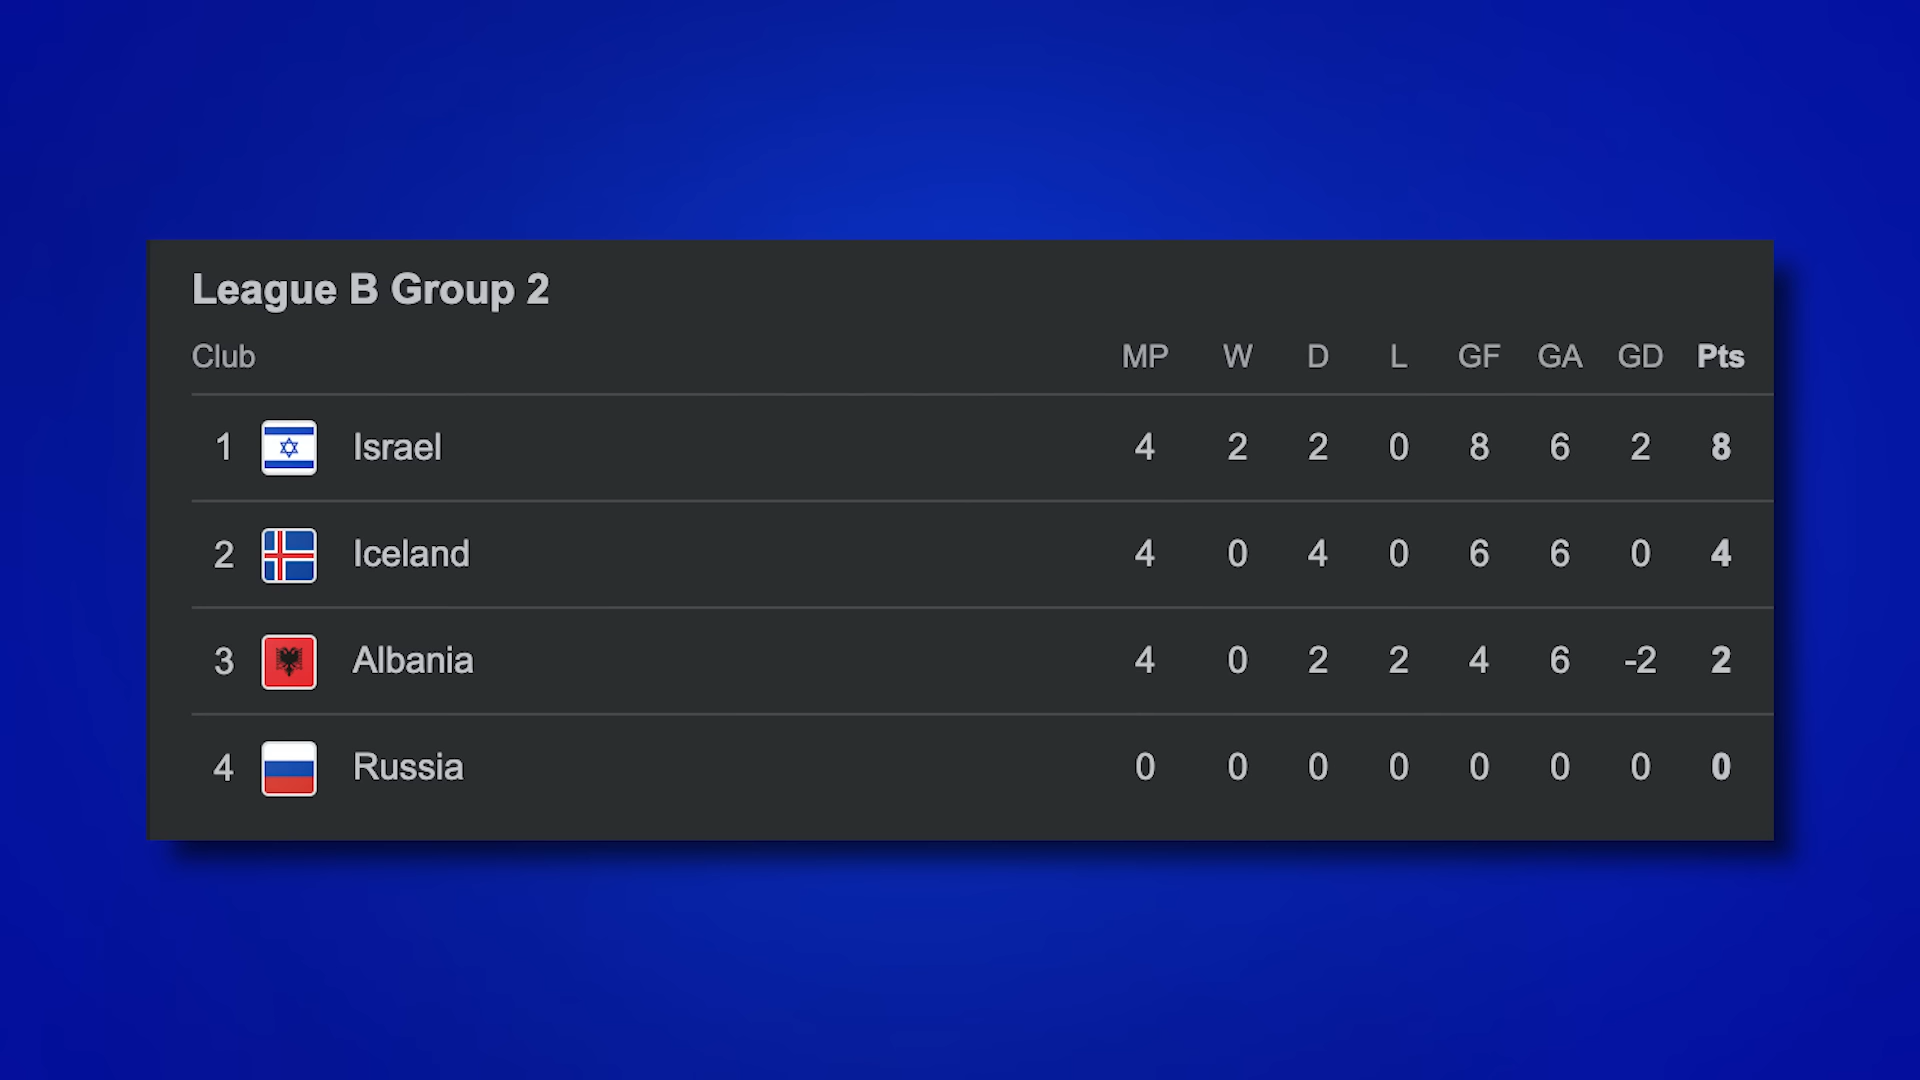 League B Group 2
Club MP W D L GF GA GD Pts
1 Israel 4 2 2 0 8 6 2 8
2 Iceland 4 0 4 0 6 6 0 4
3 Albania 4 0 2 2 4 6 -2 2
4 Russia 0 0 0 0 0 0 0 0